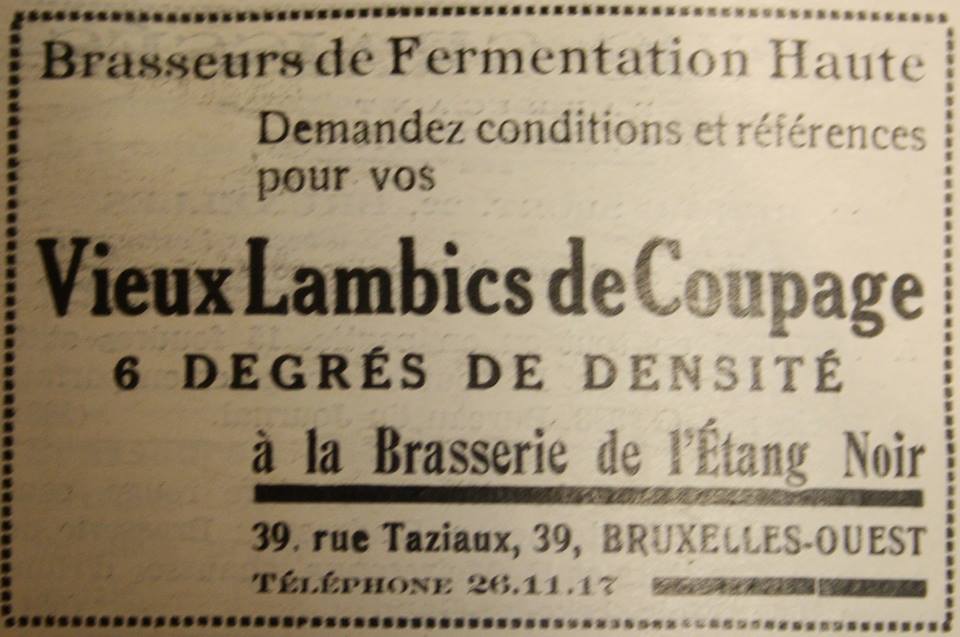 Brasseurs de Fermentation Haute
Demandez conditions et références
pour vos
Vieux Lambics de Coupage
6 DEGRÉS DE DENSITÉ
à la Brasserie de l'Étang Noir
39. rue Taziaux, 39, BRUXELLES-OUEST
TÉLÉPHONE 26.11.17